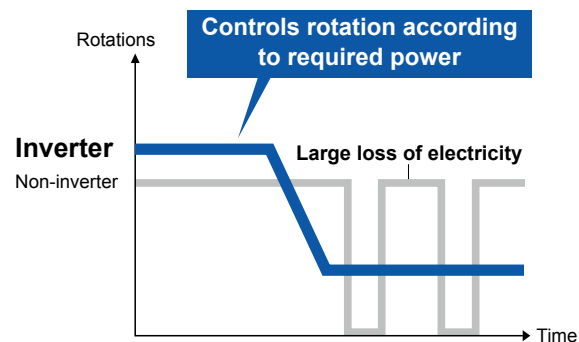 Controls rotation according
to required power
Rotations
Inverter
Large loss of electricity
Non-inverter
Time